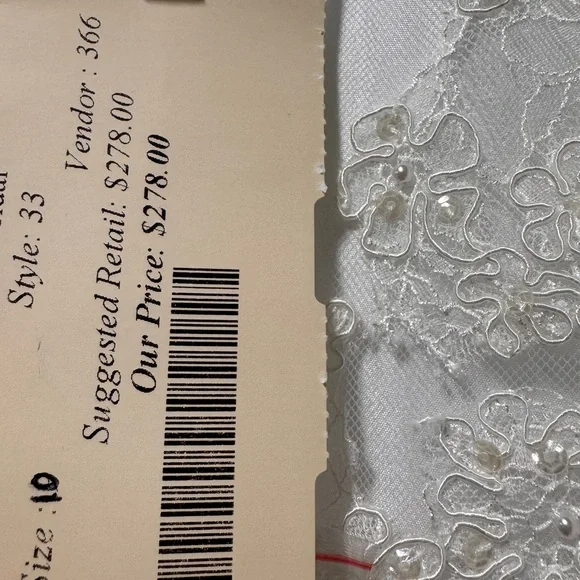 Style: 33
Vendor : 366
Suggested Retail: $278.00
Our Price: $278.00
Size : 10